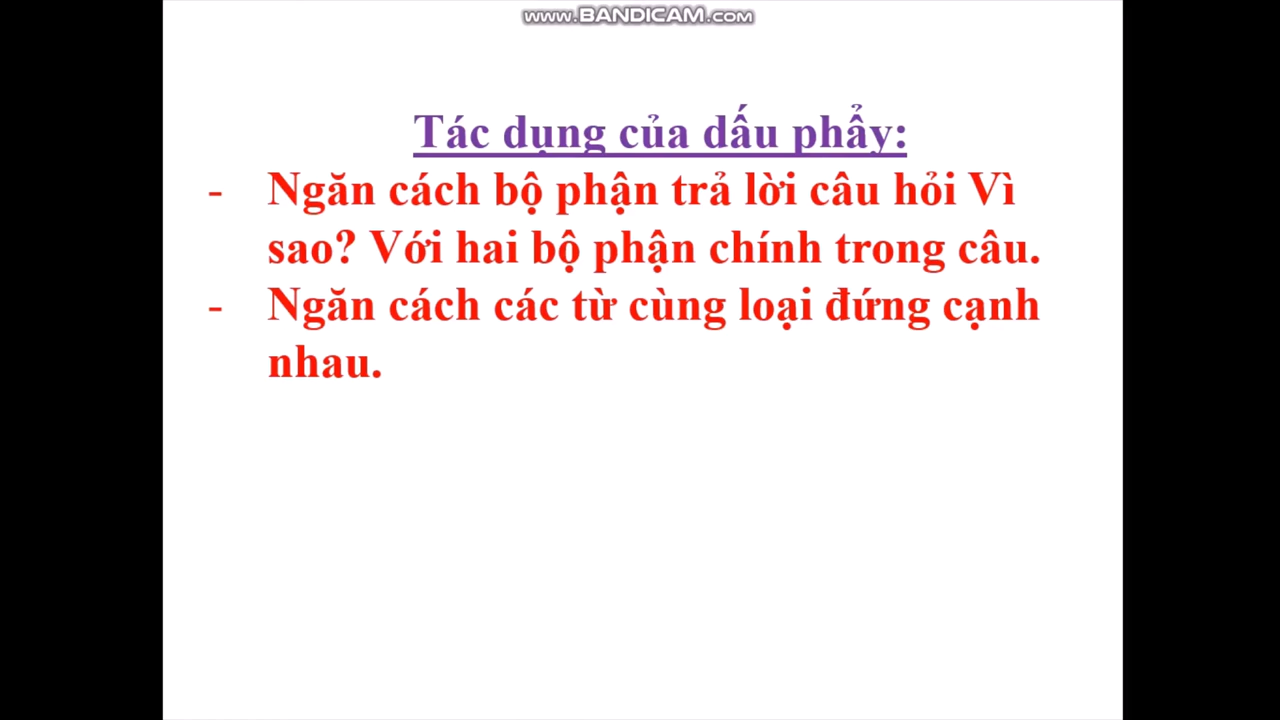 www.BANDICAM.com
Tác dụng của dấu phẩy:
- Ngăn cách bộ phận trả lời câu hỏi Vì
sao? Với hai bộ phận chính trong câu.
- Ngăn cách các từ cùng loại đứng cạnh
nhau.